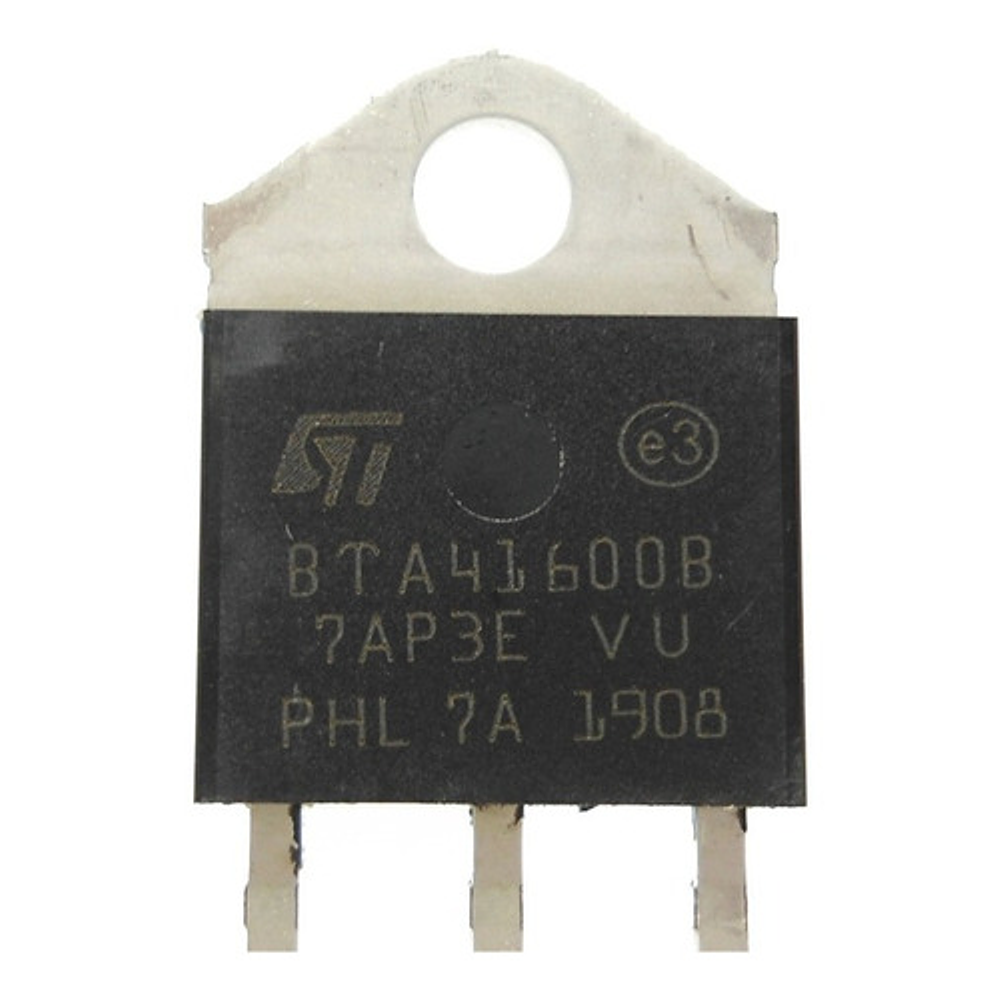 ST e3
BTA41600B
7AP3E VU
PHL 7A 1908